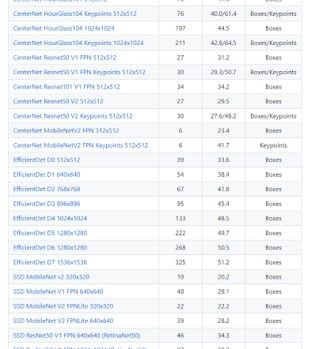 CenterNet HourGlass104 Keypoints 512x512 76 40.0/61.4 Boxes/Keypoints
CenterNet HourGlass104 1024x1024 197 44.5 Boxes
CenterNet HourGlass104 Keypoints 1024x1024 211 42.8/64.5 Boxes/Keypoints
CenterNet Resnet50 V1 FPN 512x512 27 31.2 Boxes
CenterNet Resnet50 V1 FPN Keypoints 512x512 30 29.3/50.7 Boxes/Keypoints
CenterNet Resnet101 V1 FPN 512x512 34 34.2 Boxes
CenterNet Resnet50 V2 512x512 27 29.5 Boxes
CenterNet Resnet50 V2 Keypoints 512x512 30 27.6/48.2 Boxes/Keypoints
CenterNet MobileNetV2 FPN 512x512 6 23.4 Boxes
CenterNet MobileNetV2 FPN Keypoints 512x512 6 41.7 Keypoints
EfficientDet D0 512x512 39 33.6 Boxes
EfficientDet D1 640x640 54 38.4 Boxes
EfficientDet D2 768x768 67 41.8 Boxes
EfficientDet D3 896x896 95 45.4 Boxes
EfficientDet D4 1024x1024 133 48.5 Boxes
EfficientDet D5 1280x1280 222 49.7 Boxes
EfficientDet D6 1280x1280 268 50.5 Boxes
EfficientDet D7 1536x1536 325 51.2 Boxes
SSD MobileNet v2 320x320 19 20.2 Boxes
SSD MobileNet V1 FPN 640x640 48 29.1 Boxes
SSD MobileNet V2 FPNLite 320x320 22 22.2 Boxes
SSD MobileNet V2 FPNLite 640x640 39 28.2 Boxes
SSD ResNet50 V1 FPN 640x640 (RetinaNet50) 46 34.3 Boxes